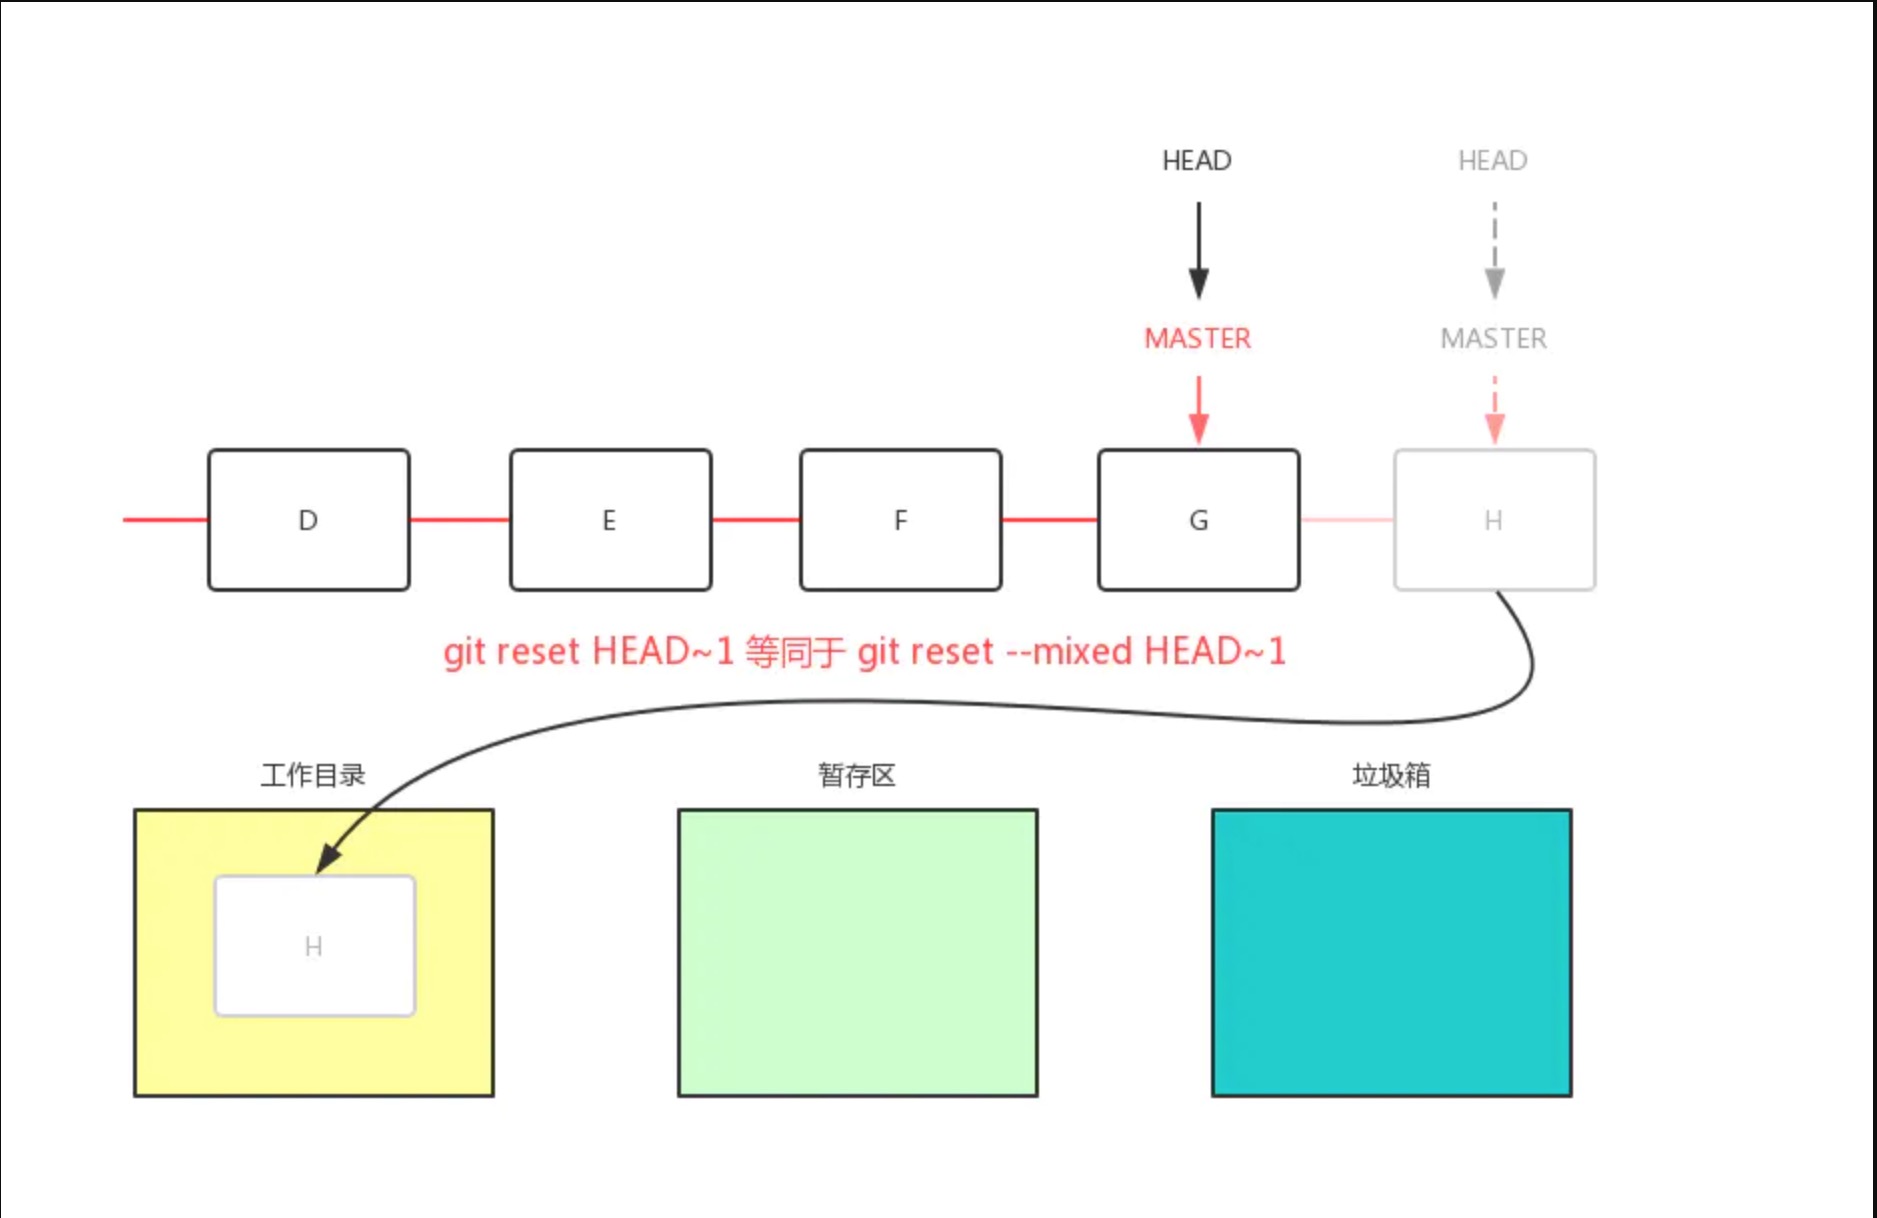 HEAD HEAD
MASTER MASTER
D E F G H
git reset HEAD~1 等同于 git reset --mixed HEAD~1
工作目录 暂存区 垃圾箱
H